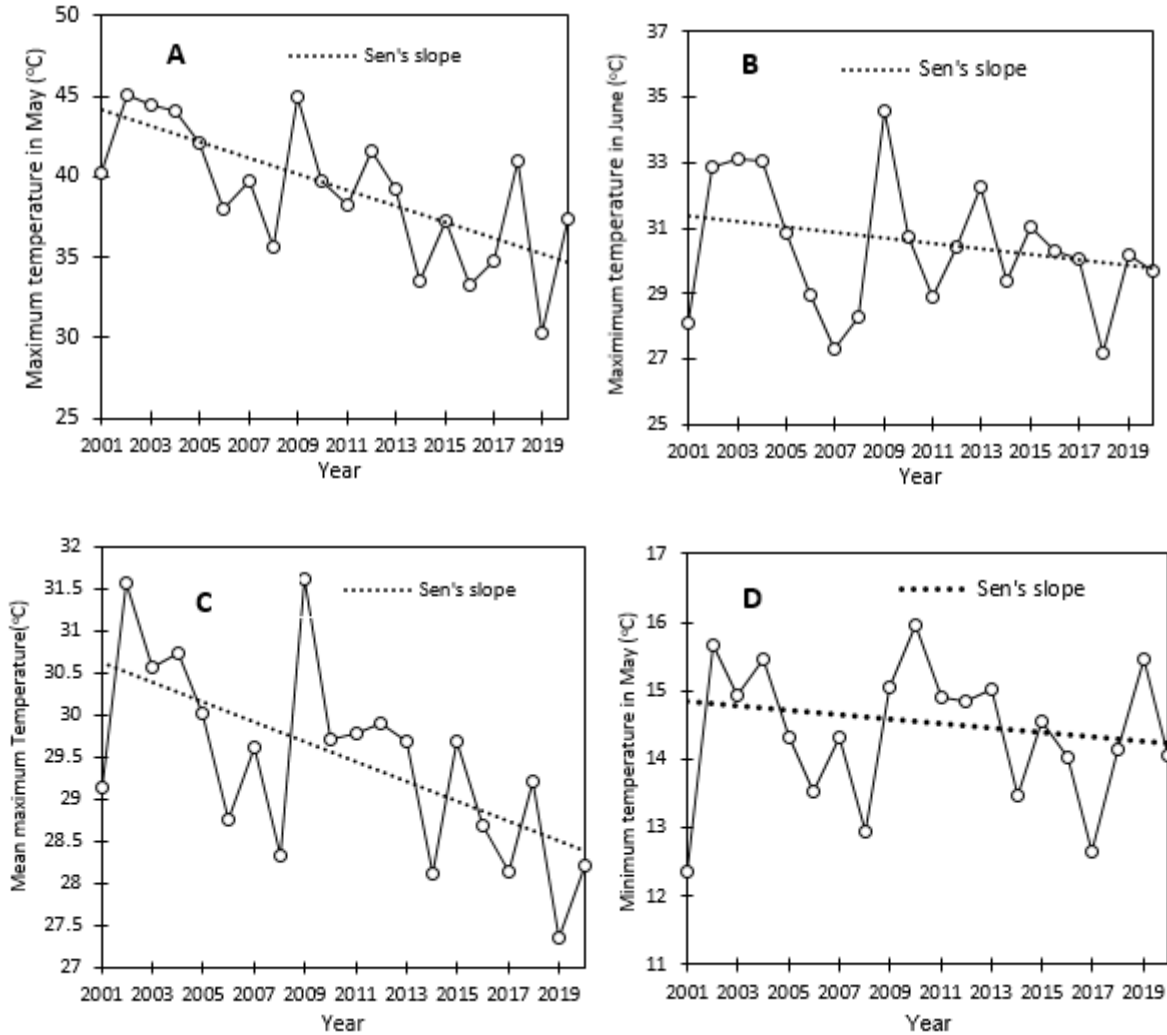 A
Sen's slope
Maximum temperature in May (°C)
50
45
40
35
30
25
2001 2003 2005 2007 2009 2011 2013 2015 2017 2019
Year
B
Sen's slope
Maximimum temperature in June (°C)
37
35
33
31
29
27
25
2001 2003 2005 2007 2009 2011 2013 2015 2017 2019
Year
C
Sen's slope
Mean maximum Temperature(°C)
32
31.5
31
30.5
30
29.5
29
28.5
28
27.5
27
2001 2003 2005 2007 2009 2011 2013 2015 2017 2019
Year
D
Sen's slope
Minimum temperature in May (°C)
17
16
15
14
13
12
11
2001 2003 2005 2007 2009 2011 2013 2015 2017 2019
Year